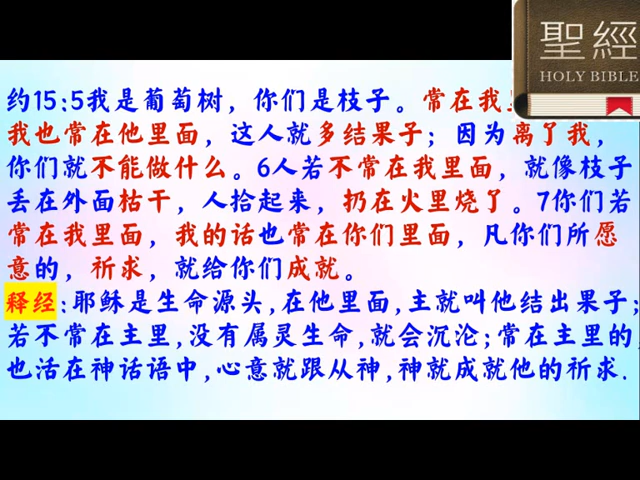 聖經
HOLY BIBLE
约15:5我是葡萄树，你们是枝子。常在我
我也常在他里面，这人就多结果子；因为离了我，
你们就不能做什么。6人若不常在我里面，就像枝子
丢在外面枯干，人拾起来，扔在火里烧了。7你们若
常在我里面，我的话也常在你们里面，凡你们所愿
意的，祈求，就给你们成就。
释经:耶稣是生命源头,在他里面,主就叫他结出果子;
若不常在主里,没有属灵生命,就会沉沦;常在主里的,
也活在神话语中,心意就跟从神,神就成就他的祈求.